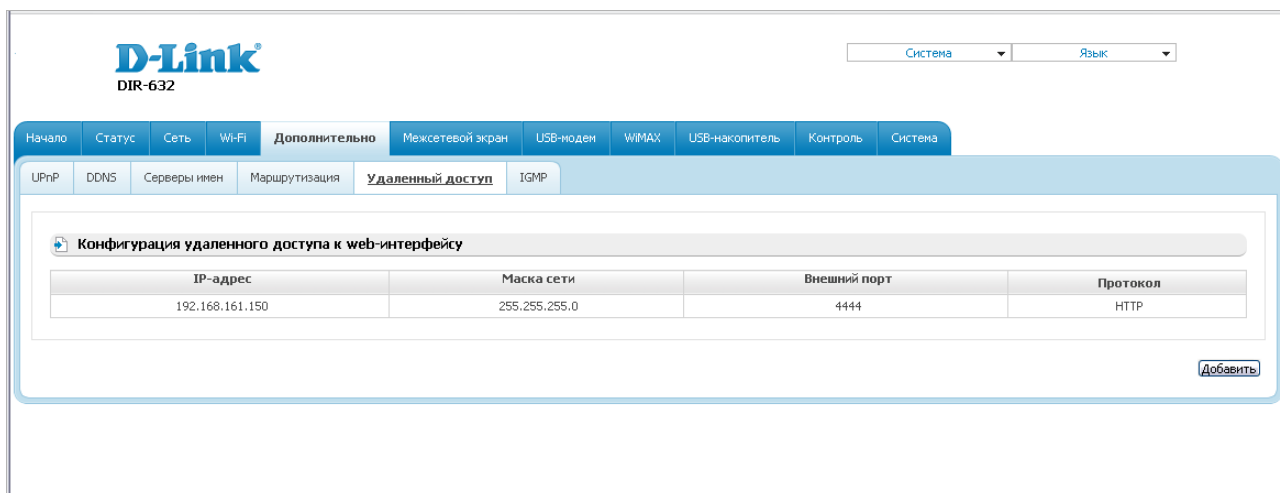 D-Link®
DIR-632
Система Язык
Начало Статус Сеть Wi-Fi Дополнительно Межсетевой экран USB-модем WiMAX USB-накопитель Контроль Система
UPnP DDNS Серверы имен Маршрутизация Удаленный доступ IGMP
Конфигурация удаленного доступа к web-интерфейсу
IP-адрес Маска сети Внешний порт Протокол
192.168.161.150 255.255.255.0 4444 HTTP
Добавить